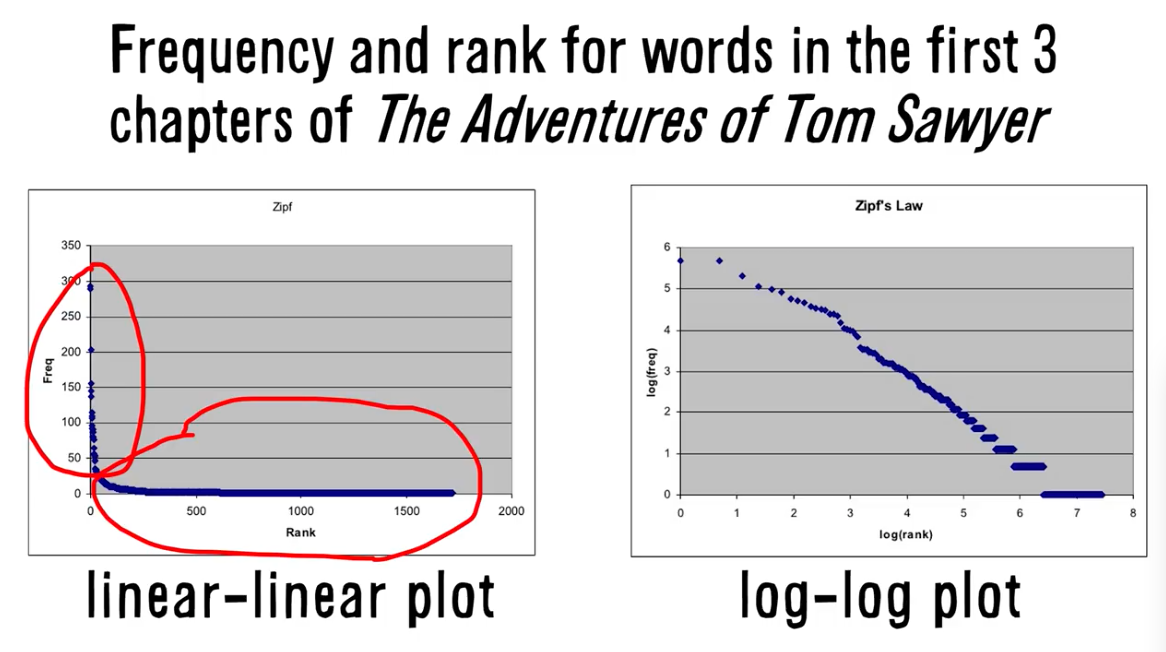 Frequency and rank for words in the first 3
chapters of The Adventures of Tom Sawyer
Zipf
350
300
250
200
150
100
50
0
Freq
0 500 1000 1500 2000
Rank
linear-linear plot
Zipf's Law
6
5
4
3
2
1
0
log(freq)
0 1 2 3 4 5 6 7 8
log(rank)
log-log plot